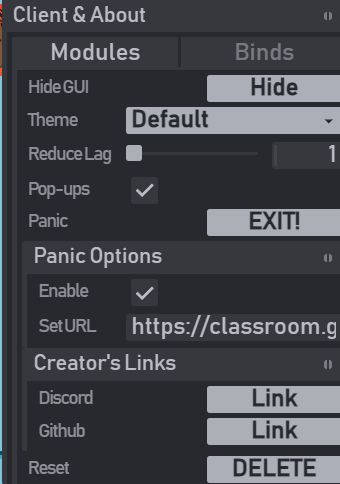 Client & About
Modules Binds
Hide GUI Hide
Theme Default
Reduce Lag 1
Pop-ups
Panic EXIT!
Panic Options
Enable
Set URL https://classroom.g
Creator's Links
Discord Link
Github Link
Reset DELETE